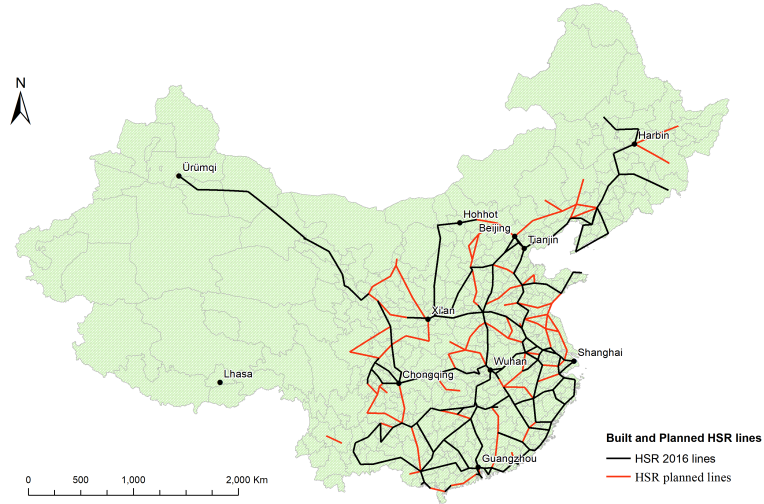 N
Harbin
Ürümqi
Hohhot
Beijing
Tianjin
Xi'an
Shanghai
Wuhan
Lhasa
Chongqing
Guangzhou
Built and Planned HSR lines
HSR 2016 lines
HSR planned lines
0 500 1,000 2,000 Km